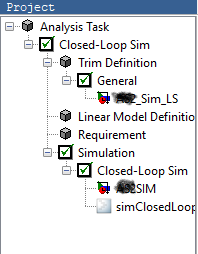 Project
Analysis Task
Closed-Loop Sim
Trim Definition
General
_Sim_LS
Linear Model Definitio
Requirement
Simulation
Closed-Loop Sim
SIM
simClosedLoop